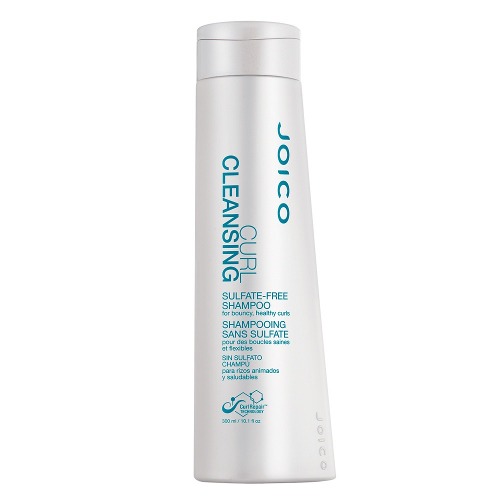 JOICO
CURL
CLEANSING
SULFATE-FREE
SHAMPOO
for bouncy, healthy curls
SHAMPOOING
SANS SULFATE
pour des boucles saines
et flexibles
SIN SULFATO
CHAMPÚ
para rizos animados
y saludables
CurlRepair™
TECHNOLOGY
300 ml / 10.1 fl oz
JOICO